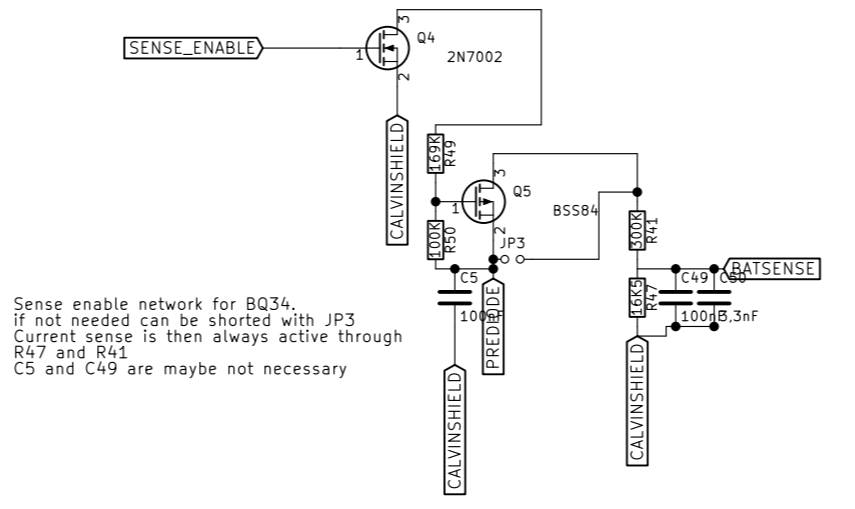 3
Q4
SENSE_ENABLE
1
2N7002
2
CALVINSHIELD
169K
R49
3
Q5
1
BSS84
100K
R50
2
JP3
300K
R41
BATSENSE
C5
C49
C50
16K5
R47
100nF
100nF
3,3nF
PREDIODE
Sense enable network for BQ34.
if not needed can be shorted with JP3
Current sense is then always active through
R47 and R41
C5 and C49 are maybe not necessary
CALVINSHIELD
CALVINSHIELD